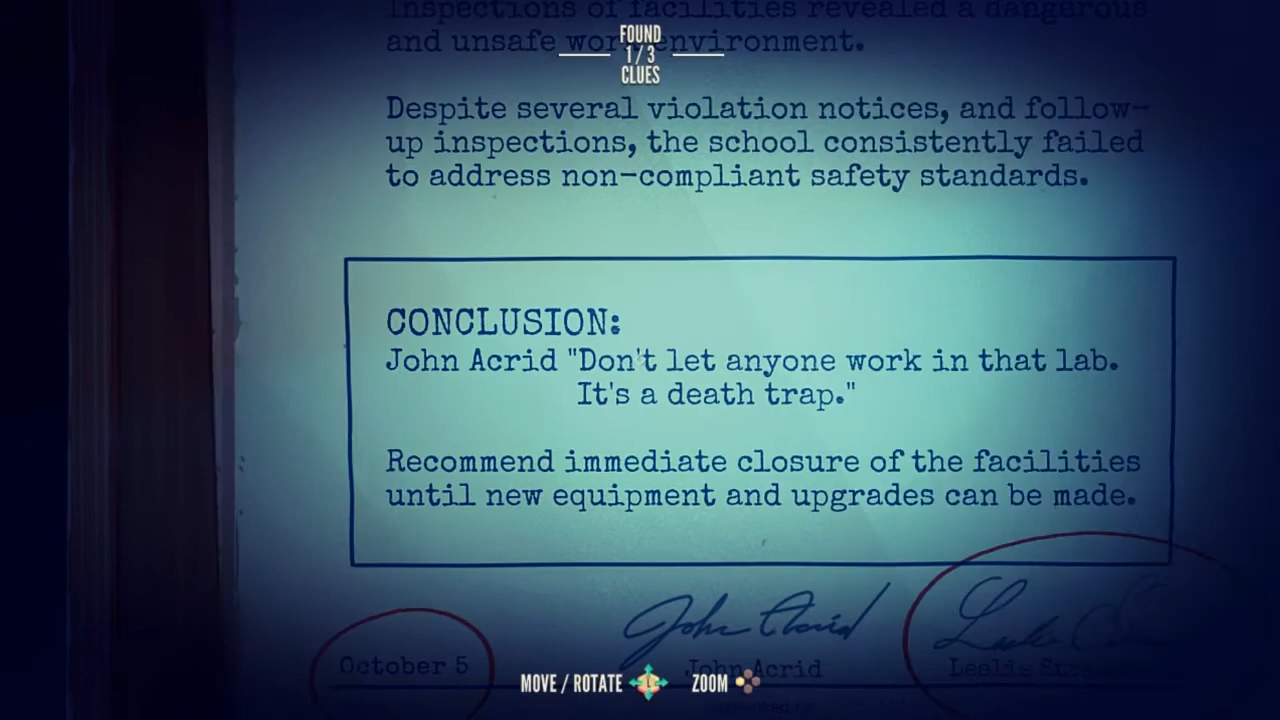 Inspections of facilities revealed a dangerous
and unsafe work environment.
FOUND
1/3
CLUES
Despite several violation notices, and follow-
up inspections, the school consistently failed
to address non-compliant safety standards.
CONCLUSION:
John Acrid "Don't let anyone work in that lab.
It's a death trap."
Recommend immediate closure of the facilities
until new equipment and upgrades can be made.
John Acrid
October 5
John Acrid
MOVE / ROTATE L ZOOM